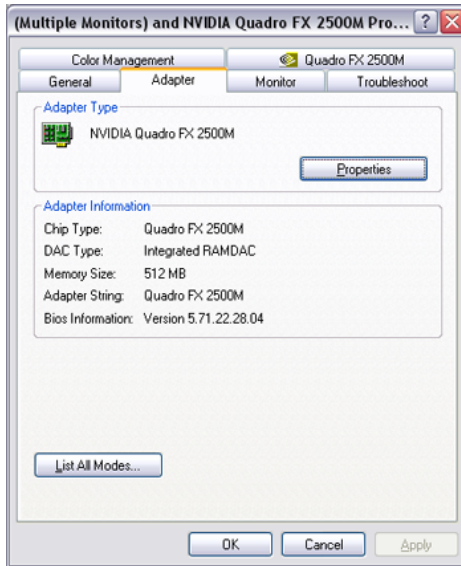 (Multiple Monitors) and NVIDIA Quadro FX 2500M Pro... ?
Color Management Quadro FX 2500M
General Adapter Monitor Troubleshoot
Adapter Type
NVIDIA Quadro FX 2500M
Properties
Adapter Information
Chip Type: Quadro FX 2500M
DAC Type: Integrated RAMDAC
Memory Size: 512 MB
Adapter String: Quadro FX 2500M
Bios Information: Version 5.71.22.28.04
List All Modes...
OK Cancel Apply